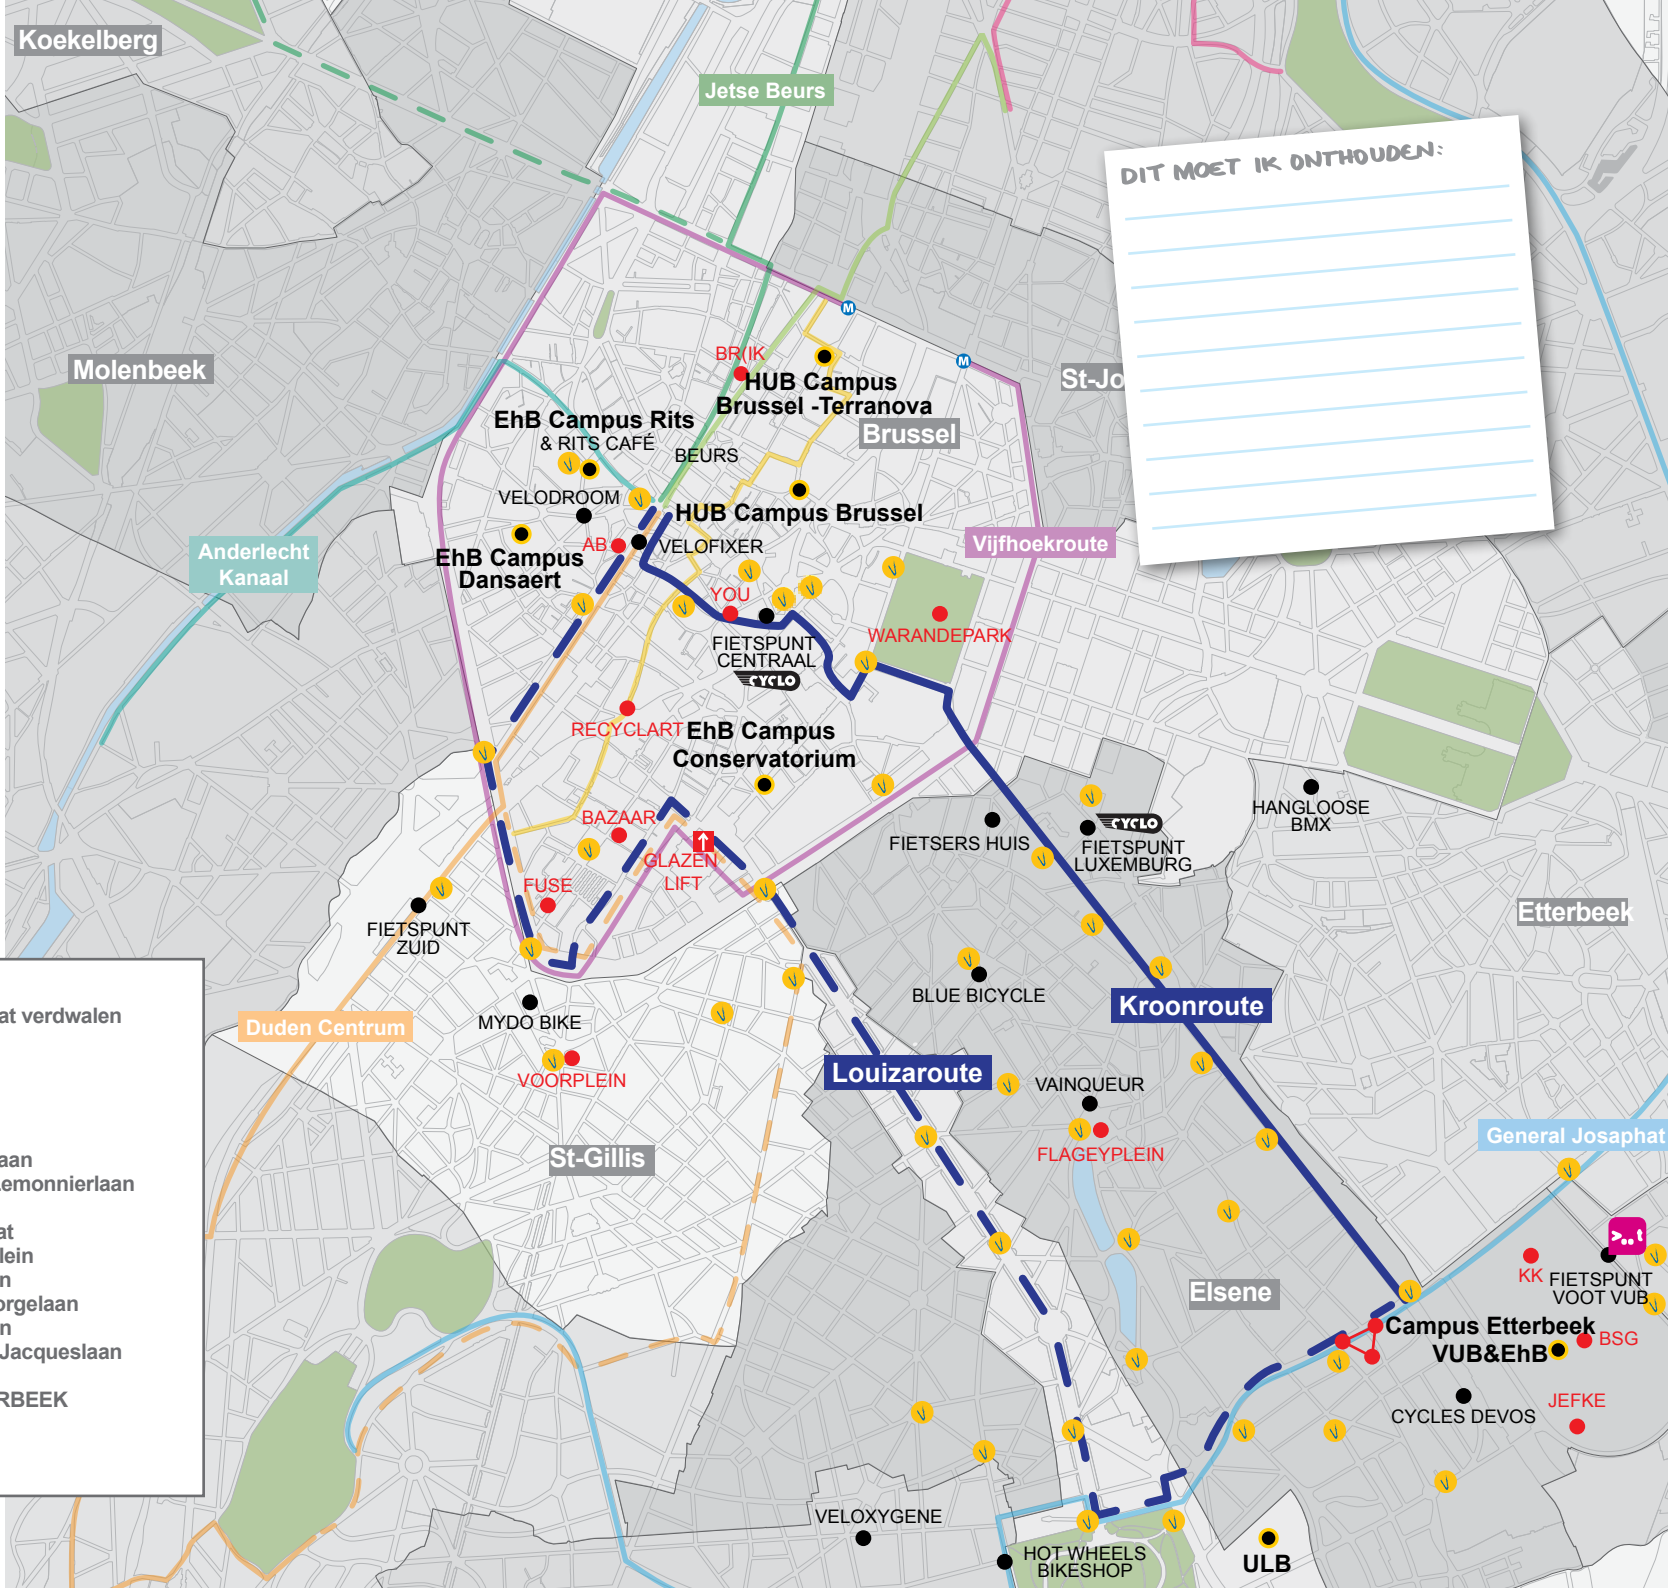 Koekelberg
Jetse Beurs
DIT MOET IK ONTHOUDEN:
M
M
Molenbeek
St-Jo
BR(IK
HUB Campus
Brussel -Terranova
Brussel
EhB Campus Rits
& RITS CAFÉ
BEURS
VELODROOM
HUB Campus Brussel
Vijfhoekroute
Anderlecht
Kanaal
AB
VELOFIXER
EhB Campus
Dansaert
YOU
WARANDEPARK
FIETSPUNT
CENTRAAL
CYCLO
RECYCLART
EhB Campus
Conservatorium
BAZAAR
GLAZEN
LIFT
FUSE
FIETSPUNT
ZUID
FIETSERS HUIS
CYCLO
FIETSPUNT
LUXEMBURG
HANGLOOSE
BMX
Etterbeek
BLUE BICYCLE
Kroonroute
MYDO BIKE
Duden Centrum
VOORPLEIN
Louizaroute
VAINQUEUR
FLAGEYPLEIN
General Josaphat
St-Gillis
Elsene
>..t
KK
FIETSPUNT
VOOT VUB
Campus Etterbeek
VUB&EhB
BSG
JEFKE
CYCLES DEVOS
VELOXYGENE
HOT WHEELS
BIKESHOP
ULB
at verdwalen
aan
Lemonnierlaan
at
lein
n
orgelaan
n
Jacqueslaan
RBEEK